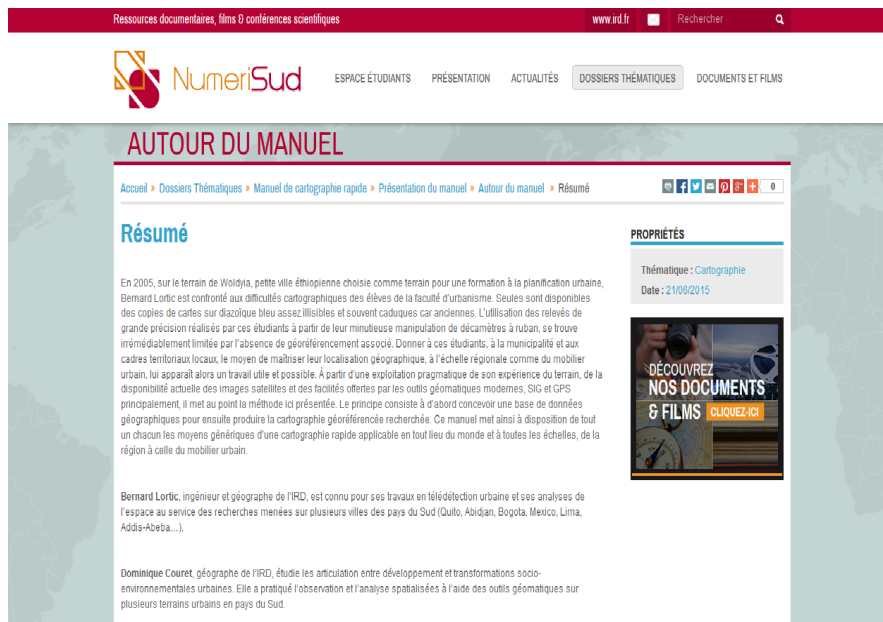 Ressources documentaires, films & conférences scientifiques
www.ird.fr
Rechercher
NumeriSud
ESPACE ÉTUDIANTS
PRÉSENTATION
ACTUALITÉS
DOSSIERS THÉMATIQUES
DOCUMENTS ET FILMS
AUTOUR DU MANUEL
Accueil » Dossiers Thématiques » Manuel de cartographie rapide » Présentation du manuel » Autour du manuel » Résumé
0
Résumé
En 2005, sur le terrain de Woldyia, petite ville éthiopienne choisie comme terrain pour une formation à la planification urbaine,
Bernard Lortic est confronté aux difficultés cartographiques des élèves de la faculté d'urbanisme. Seules sont disponibles
des copies de cartes sur diazoïque bleu assez illisibles et souvent caduques car anciennes. L'utilisation des relevés de
grande précision réalisés par ces étudiants à partir de leur minutieuse manipulation de décamètres à ruban, se trouve
irrémédiablement limitée par l'absence de géoréférencement associé. Donner à ces étudiants, à la municipalité et aux
cadres territoriaux locaux, le moyen de maîtriser leur localisation géographique, à l'échelle régionale comme du mobilier
urbain, lui apparaît alors un travail utile et possible. À partir d'une exploitation pragmatique de son expérience du terrain, de la
disponibilité actuelle des images satellites et des facilités offertes par les outils géomatiques modernes, SIG et GPS
principalement, il met au point la méthode ici présentée. Le principe consiste à d'abord concevoir une base de données
géographiques pour ensuite produire la cartographie géoréférencée recherchée. Ce manuel met ainsi à disposition de tout
un chacun les moyens génériques d'une cartographie rapide applicable en tout lieu du monde et à toutes les échelles, de la
région à celle du mobilier urbain.
Bernard Lortic, ingénieur et géographe de l'IRD, est connu pour ses travaux en télédétection urbaine et ses analyses de
l'espace au service des recherches menées sur plusieurs villes des pays du Sud (Quito, Abidjan, Bogota, Mexico, Lima,
Addis-Abeba...).
Dominique Couret, géographe de l'IRD, étudie les articulation entre développement et transformations socio-
environnementales urbaines. Elle a pratiqué l'observation et l'analyse spatialisées à l'aide des outils géomatiques sur
plusieurs terrains urbains en pays du Sud.
PROPRIÉTÉS
Thématique : Cartographie
Date : 21/06/2015
DÉCOUVREZ
NOS DOCUMENTS
& FILMS CLIQUEZ-ICI